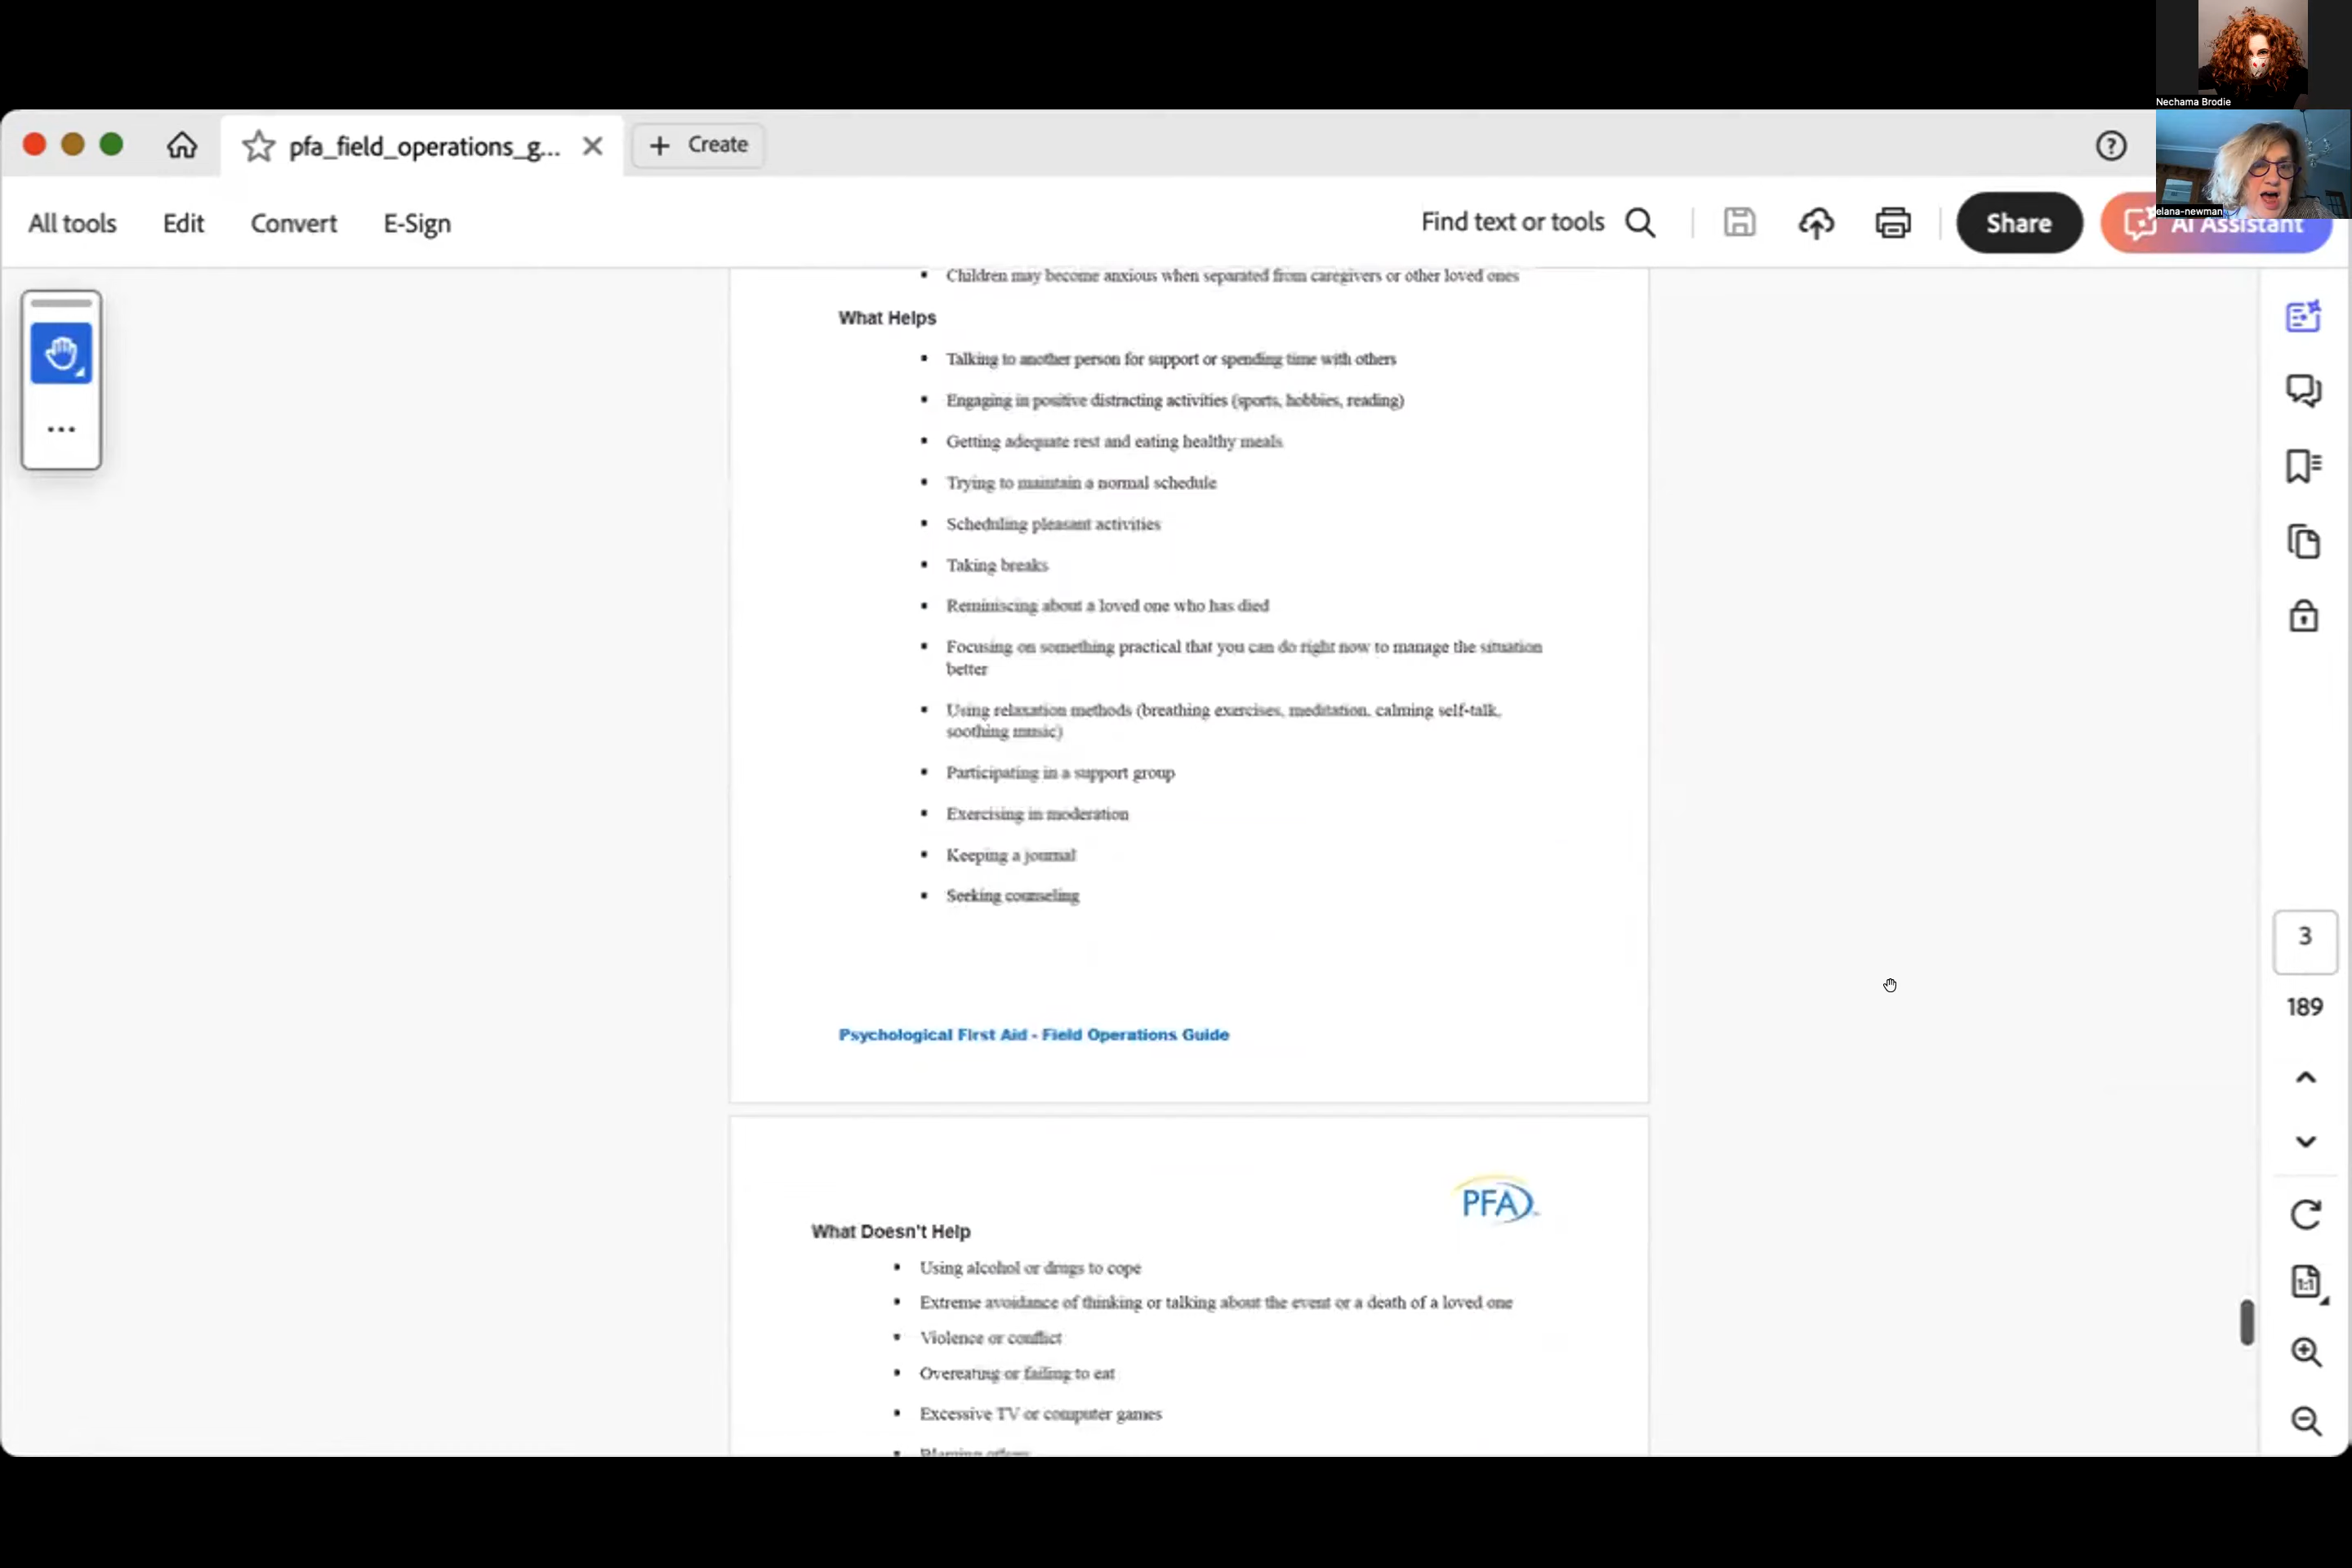 Nechama Brodie
pfa_field_operations_g...
Create
elana-newman
All tools
Edit
Convert
E-Sign
Find text or tools
Share
AI Assistant
▪ Children may become anxious when separated from caregivers or other loved ones
What Helps
▪ Talking to another person for support or spending time with others
▪ Engaging in positive distracting activities (sports, hobbies, reading)
▪ Getting adequate rest and eating healthy meals
▪ Trying to maintain a normal schedule
▪ Scheduling pleasant activities
▪ Taking breaks
▪ Reminiscing about a loved one who has died
▪ Focusing on something practical that you can do right now to manage the situation
better
▪ Using relaxation methods (breathing exercises, meditation, calming self-talk,
soothing music)
▪ Participating in a support group
▪ Exercising in moderation
▪ Keeping a journal
▪ Seeking counseling
3
189
Psychological First Aid - Field Operations Guide
PFA
What Doesn't Help
▪ Using alcohol or drugs to cope
▪ Extreme avoidance of thinking or talking about the event or a death of a loved one
▪ Violence or conflict
▪ Overeating or failing to eat
▪ Excessive TV or computer games
▪ Blaming others
1:1